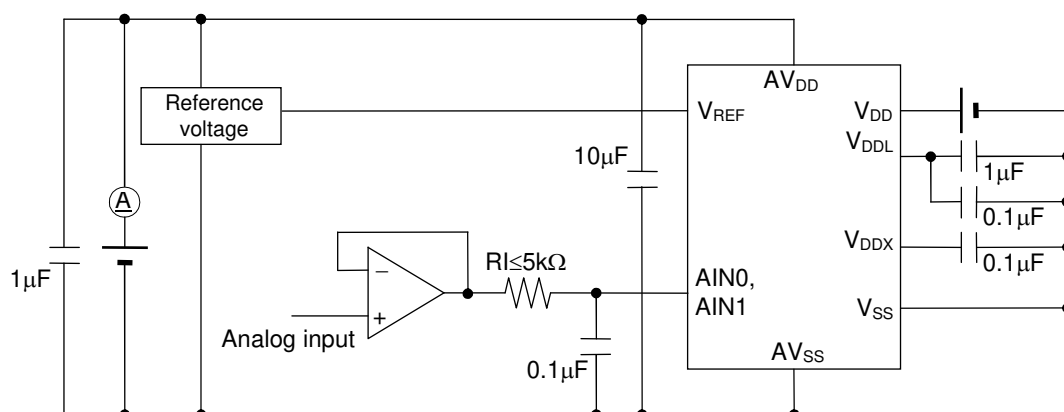 AVDD
Reference
voltage
VREF
VDD
10μF
VDDL
1μF
A
0.1μF
VDDX
0.1μF
1μF
−
RI≤5kΩ
AIN0,
AIN1
VSS
+
Analog input
0.1μF
AVSS